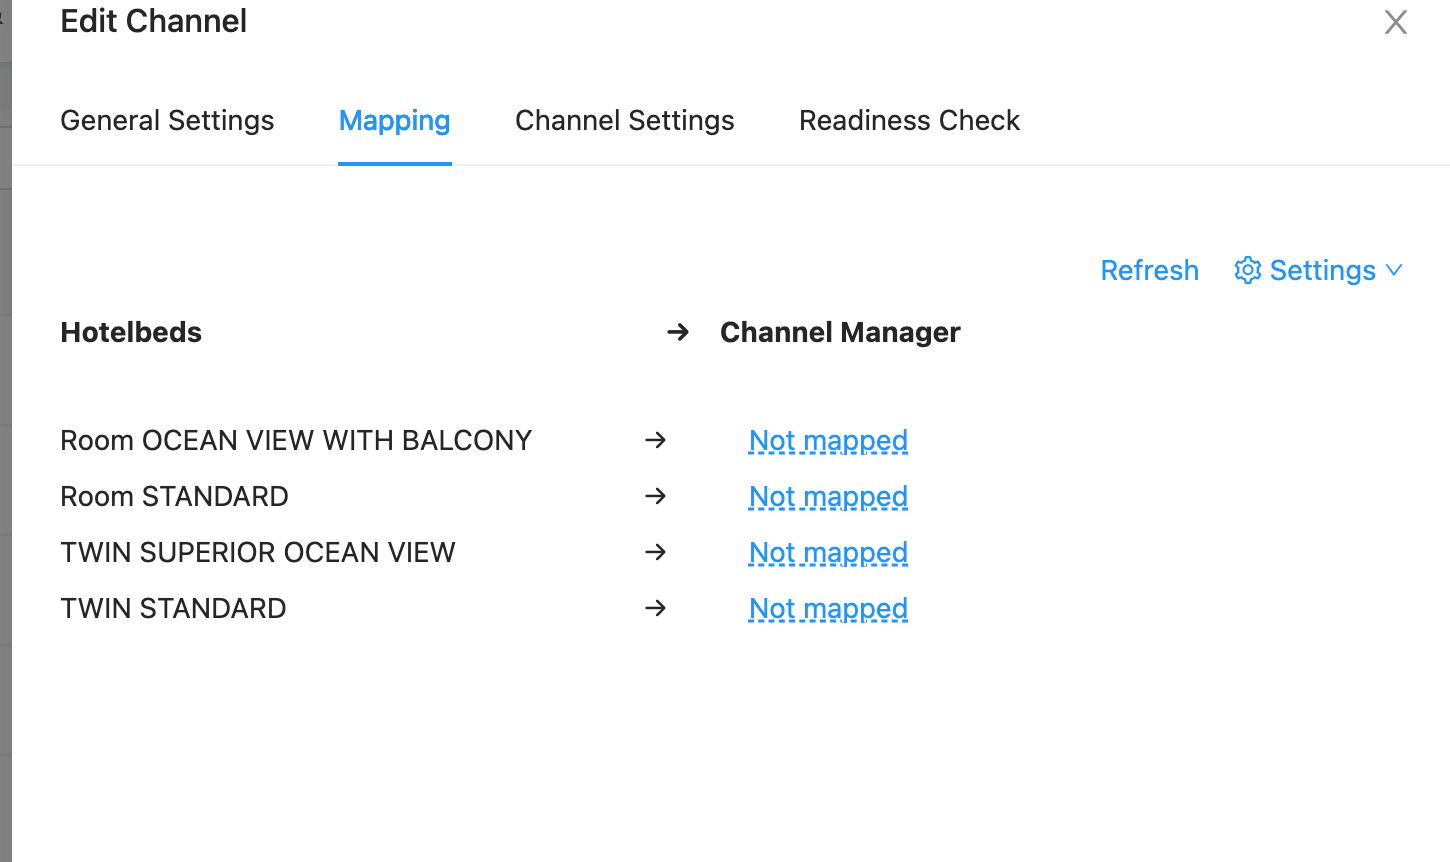 Edit Channel
General Settings Mapping Channel Settings Readiness Check
Refresh Settings
Hotelbeds → Channel Manager
Room OCEAN VIEW WITH BALCONY → Not mapped
Room STANDARD → Not mapped
TWIN SUPERIOR OCEAN VIEW → Not mapped
TWIN STANDARD → Not mapped